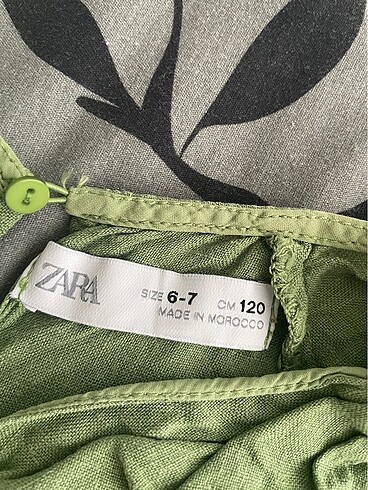 ZARA
SIZE 6-7 CM 120
MADE IN MOROCCO